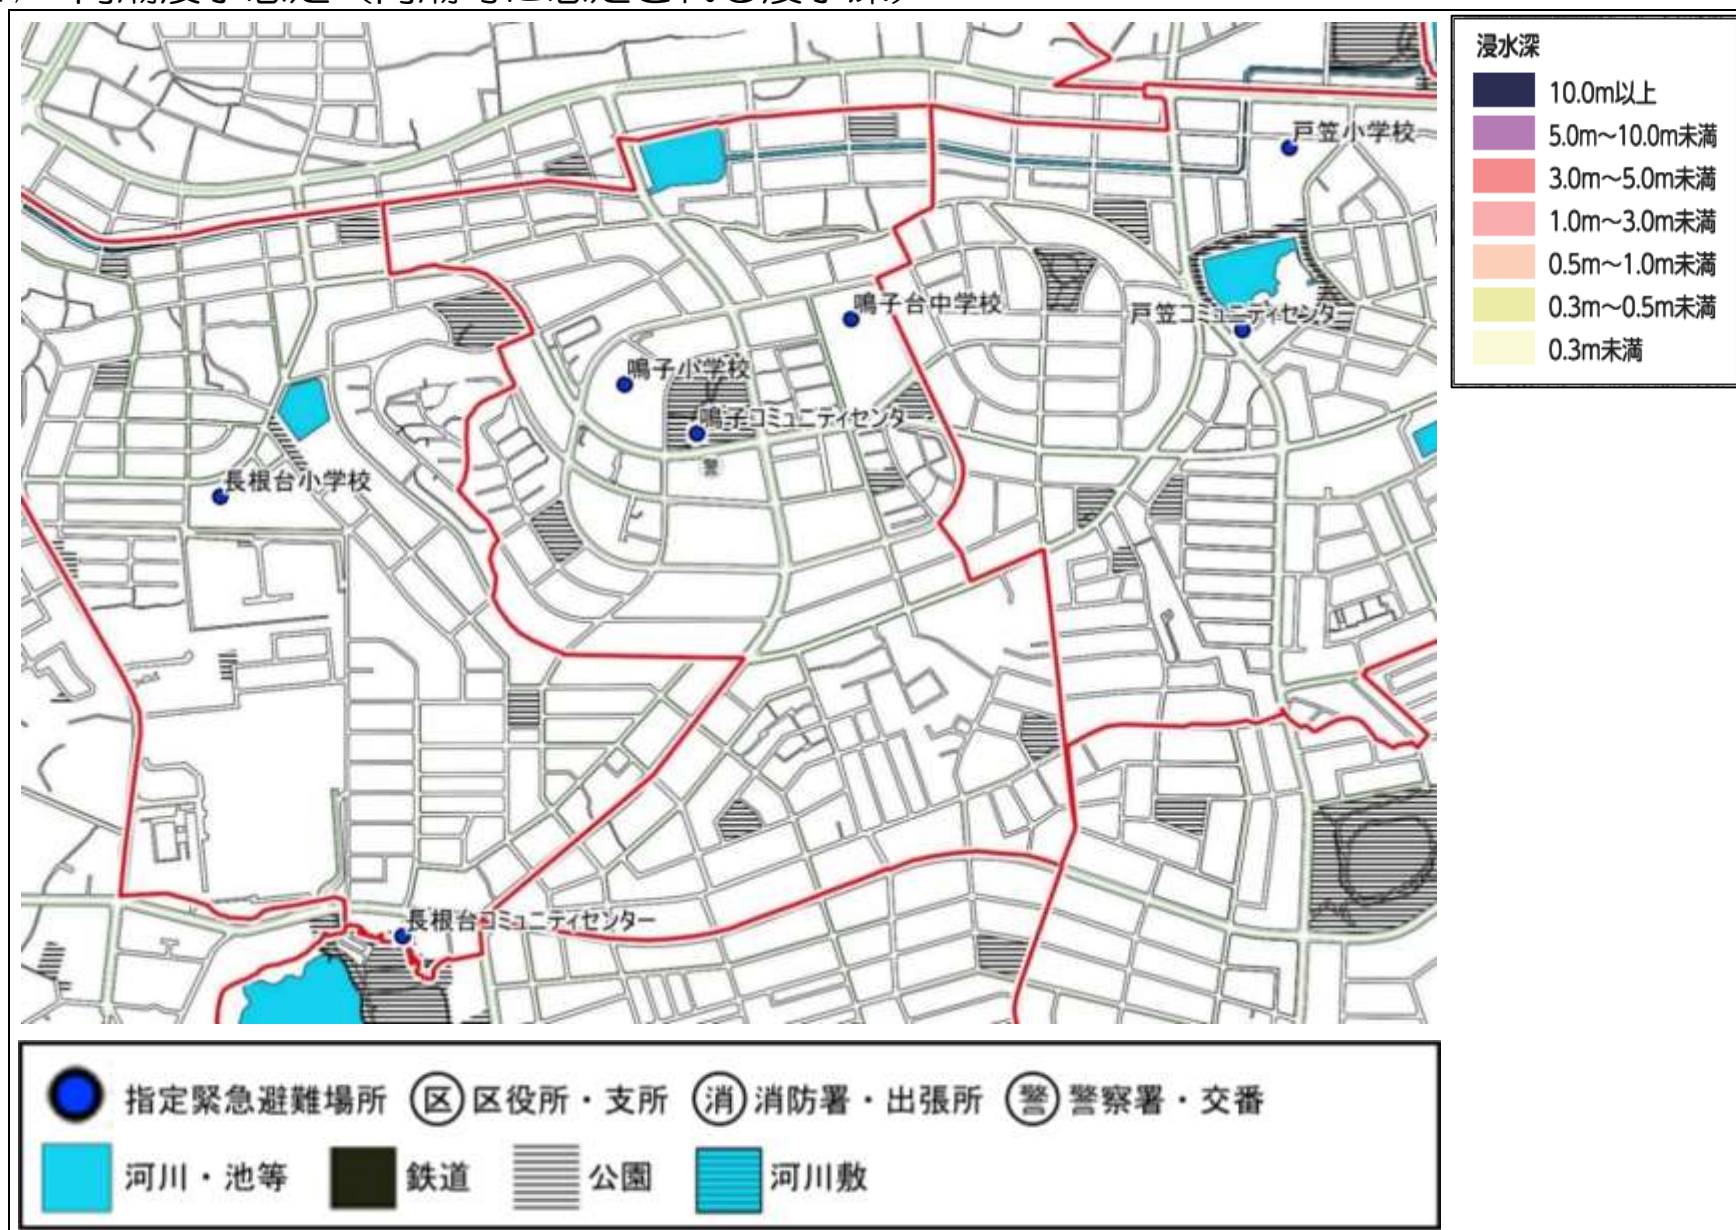 浸水深
10.0m以上
5.0m～10.0m未満
3.0m～5.0m未満
1.0m～3.0m未満
0.5m～1.0m未満
0.3m～0.5m未満
0.3m未満
戸笠小学校
鳴子台中学校
戸笠コミュニティセンター
鳴子小学校
鳴子コミュニティセンター
警
長根台小学校
長根台コミュニティセンター
指定緊急避難場所 区 区役所・支所 消 消防署・出張所 警 警察署・交番
河川・池等 鉄道 公園 河川敷